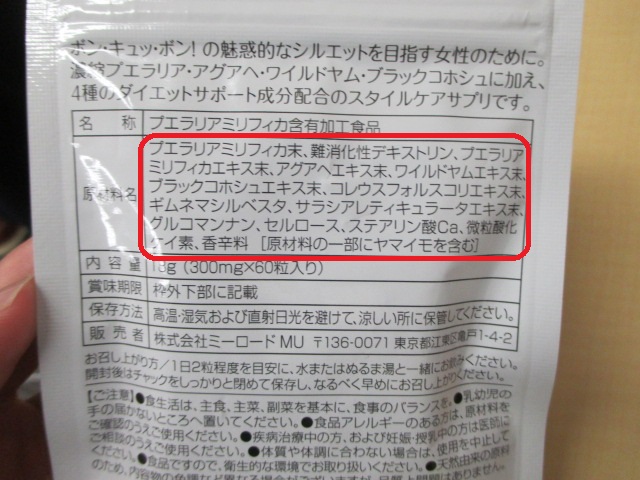 ボン・キュッ・ボン!の魅惑的なシルエットを目指す女性のために。
濃縮プエラリア・アグアヘ・ワイルドヤム・ブラックコホシュに加え、
4種のダイエットサポート成分配合のスタイルケアサプリです。
名 称 プエラリアミリフィカ含有加工食品
原材料名 プエラリアミリフィカ末、難消化性デキストリン、プエラリア
ミリフィカエキス末、アグアヘエキス末、ワイルドヤムエキス末、
ブラックコホシュエキス末、コレウスフォルスコリエキス末、
ギムネマシルベスタ、サラシアレティキュラータエキス末、
グルコマンナン、セルロース、ステアリン酸Ca、微粒酸化
ケイ素、香辛料 [原材料の一部にヤマイモを含む]
内 容 量 18g (300mg×60粒入り)
賞味期限 枠外下部に記載
保存方法 高温・湿気および直射日光を避けて、涼しい所に保管してください。
販 売 者 株式会社ミーロード MU 〒136-0071 東京都江東区亀戸1-4-2
お召し上がり方/1日2粒程度を目安に、水またはぬるま湯と一緒にお飲みください。
開封後はチャックをしっかりと閉めて保存し、なるべく早めにお召し上がりください。
【ご注意】●食生活は、主食、主菜、副菜を基本に、食事のバランスを。●乳幼児の
手の届かないところへ置いてください。●食品アレルギーのある方は、原材料を
ご確認のうえご使用ください。●疾病治療中の方、および妊娠・授乳中の方は医師に
ご相談のうえご使用ください。●体質や体調に合わない場合は、使用を中止して
ください。●食品ですので、衛生的な環境でお取り扱いください。●天然由来の原料
のため、